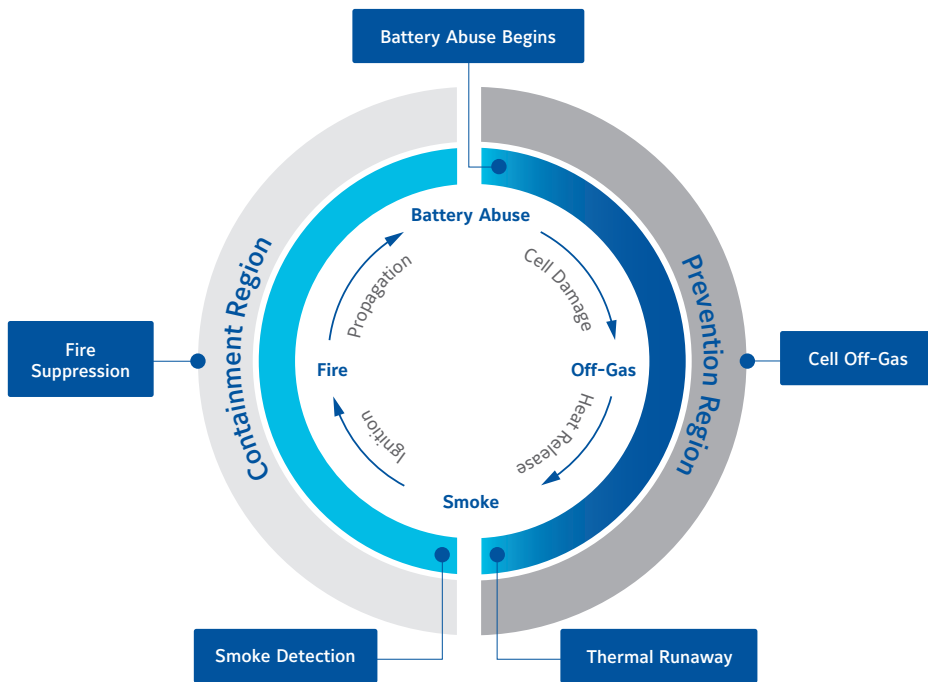 Battery Abuse Begins
Battery Abuse
Propagation
Cell Damage
Containment Region
Prevention Region
Fire
Suppression
Fire
Off-Gas
Cell Off-Gas
Ignition
Heat Release
Smoke
Smoke Detection
Thermal Runaway